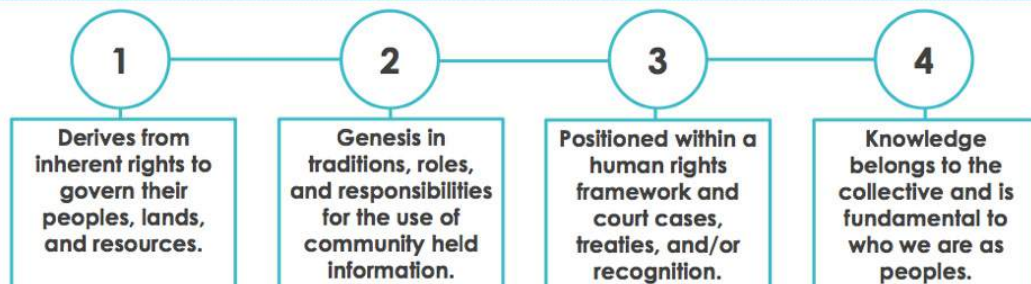 1
2
3
4
Derives from
inherent rights to
govern their
peoples, lands,
and resources.
Genesis in
traditions, roles,
and responsibilities
for the use of
community held
information.
Positioned within a
human rights
framework and
court cases,
treaties, and/or
recognition.
Knowledge
belongs to the
collective and is
fundamental to
who we are as
peoples.